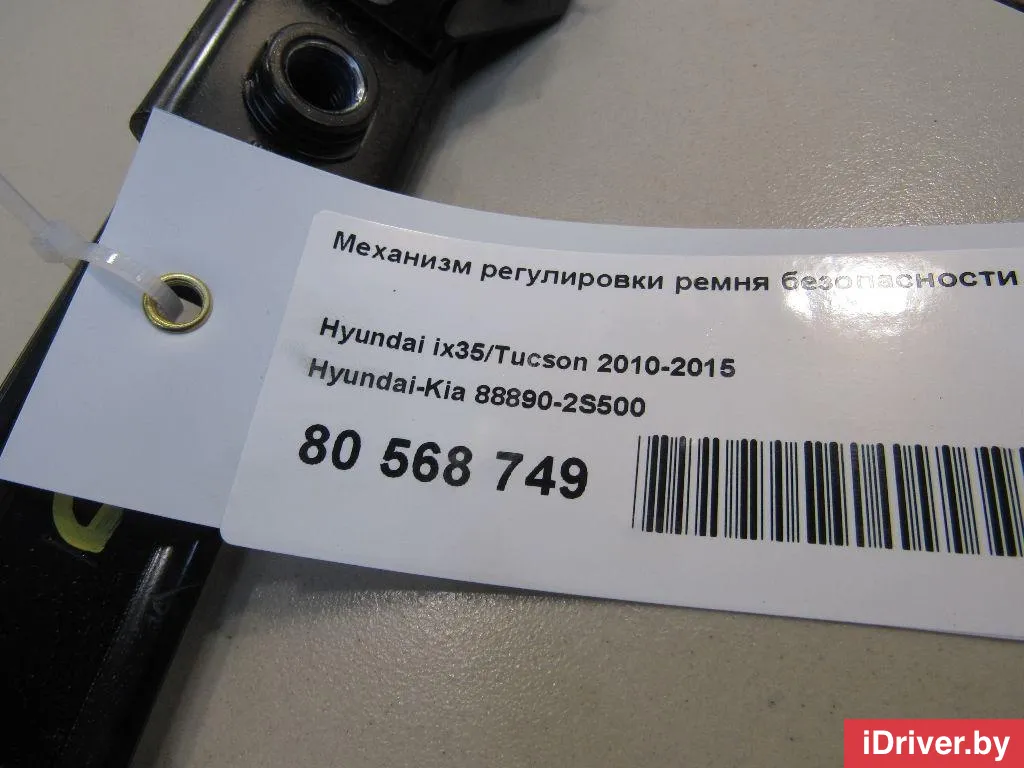 Механизм регулировки ремня безопасности
Hyundai ix35/Tucson 2010-2015
Hyundai-Kia 88890-2S500
80 568 749
iDriver.by